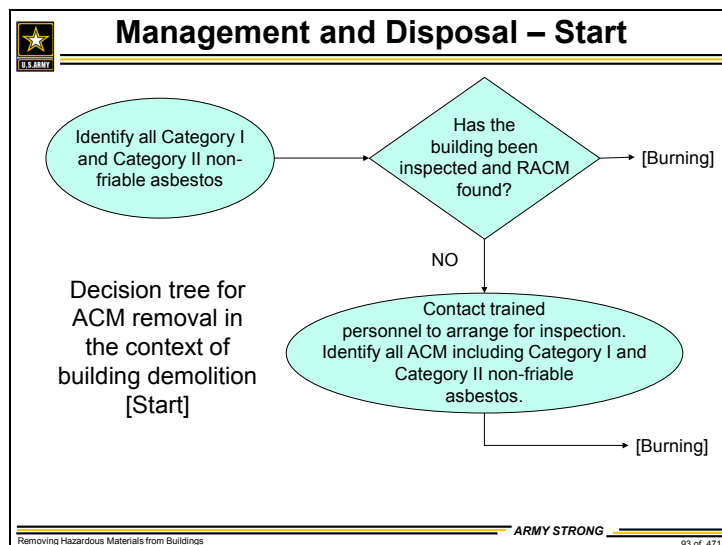 Management and Disposal – Start
U.S.ARMY
Identify all Category I
and Category II non-
friable asbestos
Has the
building been
inspected and RACM
found?
[Burning]
NO
Decision tree for
ACM removal in
the context of
building demolition
[Start]
Contact trained
personnel to arrange for inspection.
Identify all ACM including Category I and
Category II non-friable
asbestos.
[Burning]
ARMY STRONG
Removing Hazardous Materials from Buildings
93 of 471